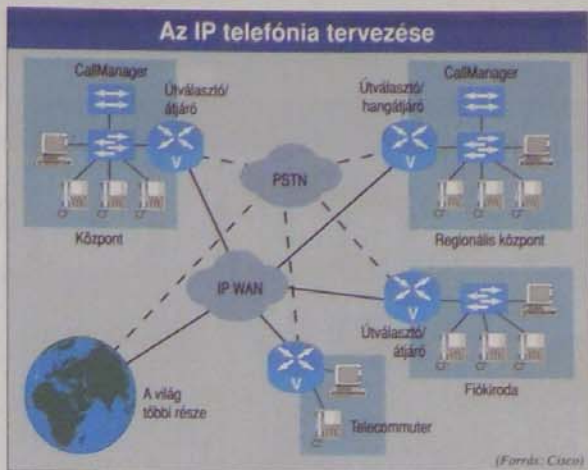 Az IP telefónia tervezése
CallManager
Útválasztó/
átjáró
V
Központ
PSTN
CallManager
Útválasztó/
hangátjáró
V
Regionális központ
IP WAN
V
Útválasztó/
átjáró
Fiókiroda
A világ
többi része
V
Telecommuter
(Forrás: Cisco)